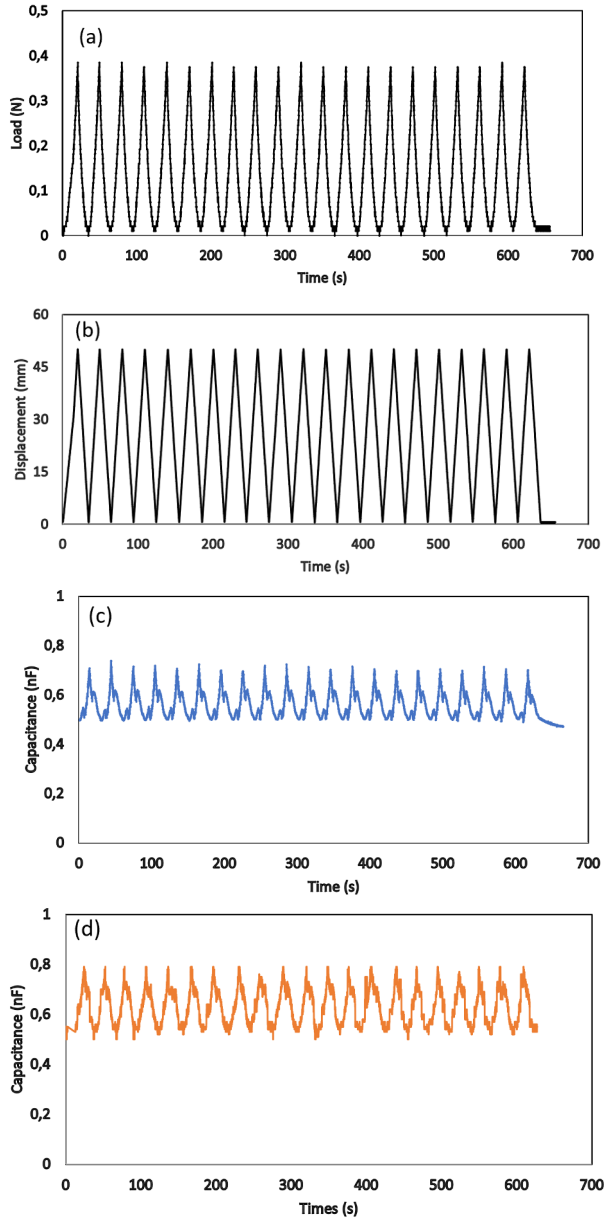 (a)
Load (N)
0,5
0,4
0,3
0,2
0,1
0
0 100 200 300 400 500 600 700
Time (s)
(b)
Displacement (mm)
60
45
30
15
0
0 100 200 300 400 500 600 700
Time (s)
(c)
Capacitance (nF)
1
0,8
0,6
0,4
0,2
0
0 100 200 300 400 500 600 700
Time (s)
(d)
Capacitance (nF)
1
0,8
0,6
0,4
0,2
0
0 100 200 300 400 500 600 700
Times (s)